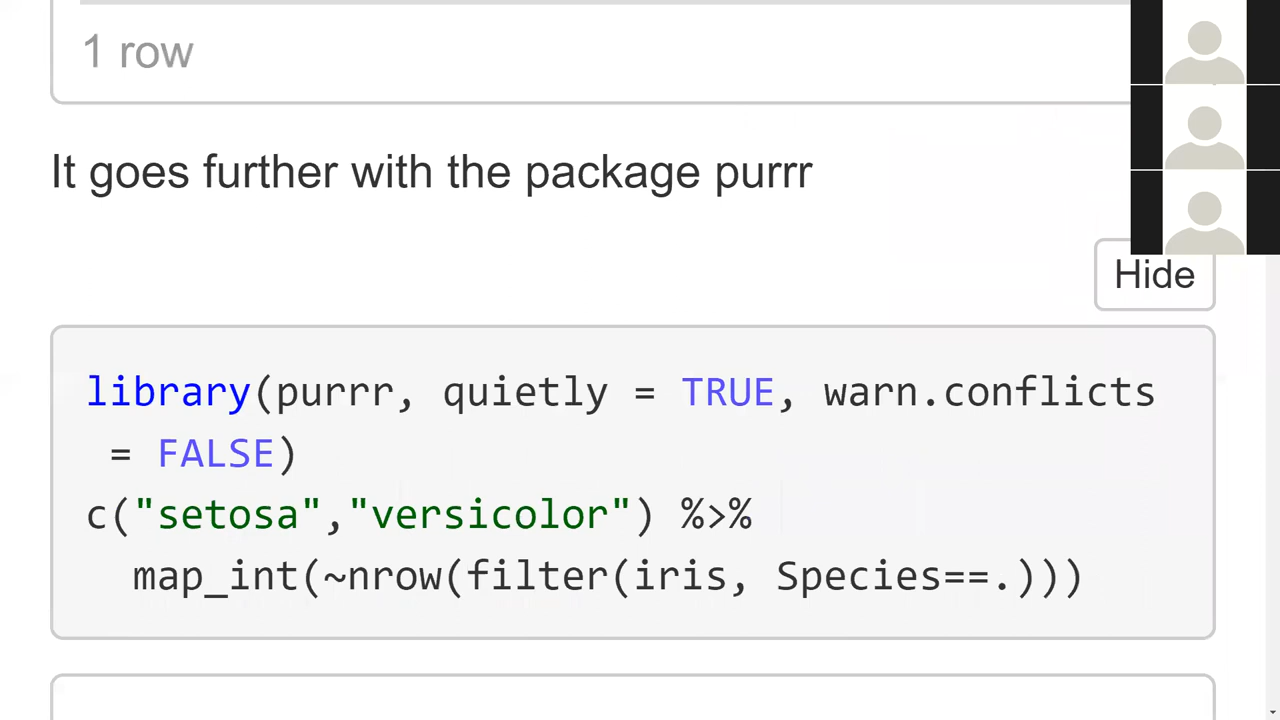 1 row
It goes further with the package purrr
Hide
library(purrr, quietly = TRUE, warn.conflicts
 = FALSE)
c("setosa","versicolor") %>%
  map_int(~nrow(filter(iris, Species==.)))